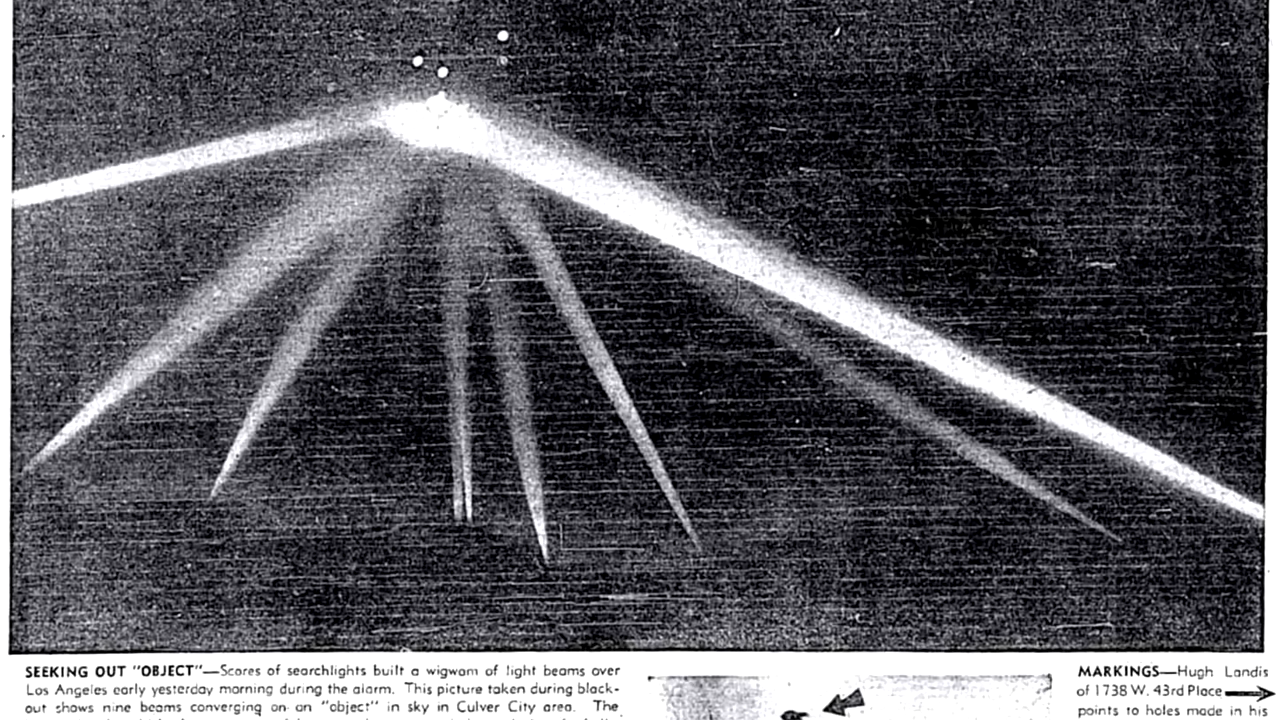 SEEKING OUT "OBJECT"—Scores of searchlights built a wigwam of light beams over
Los Angeles early yesterday morning during the alarm. This picture taken during black-
out shows nine beams converging on an "object" in sky in Culver City area. The
MARKINGS—Hugh Landis
of 1738 W. 43rd Place
points to holes made in his